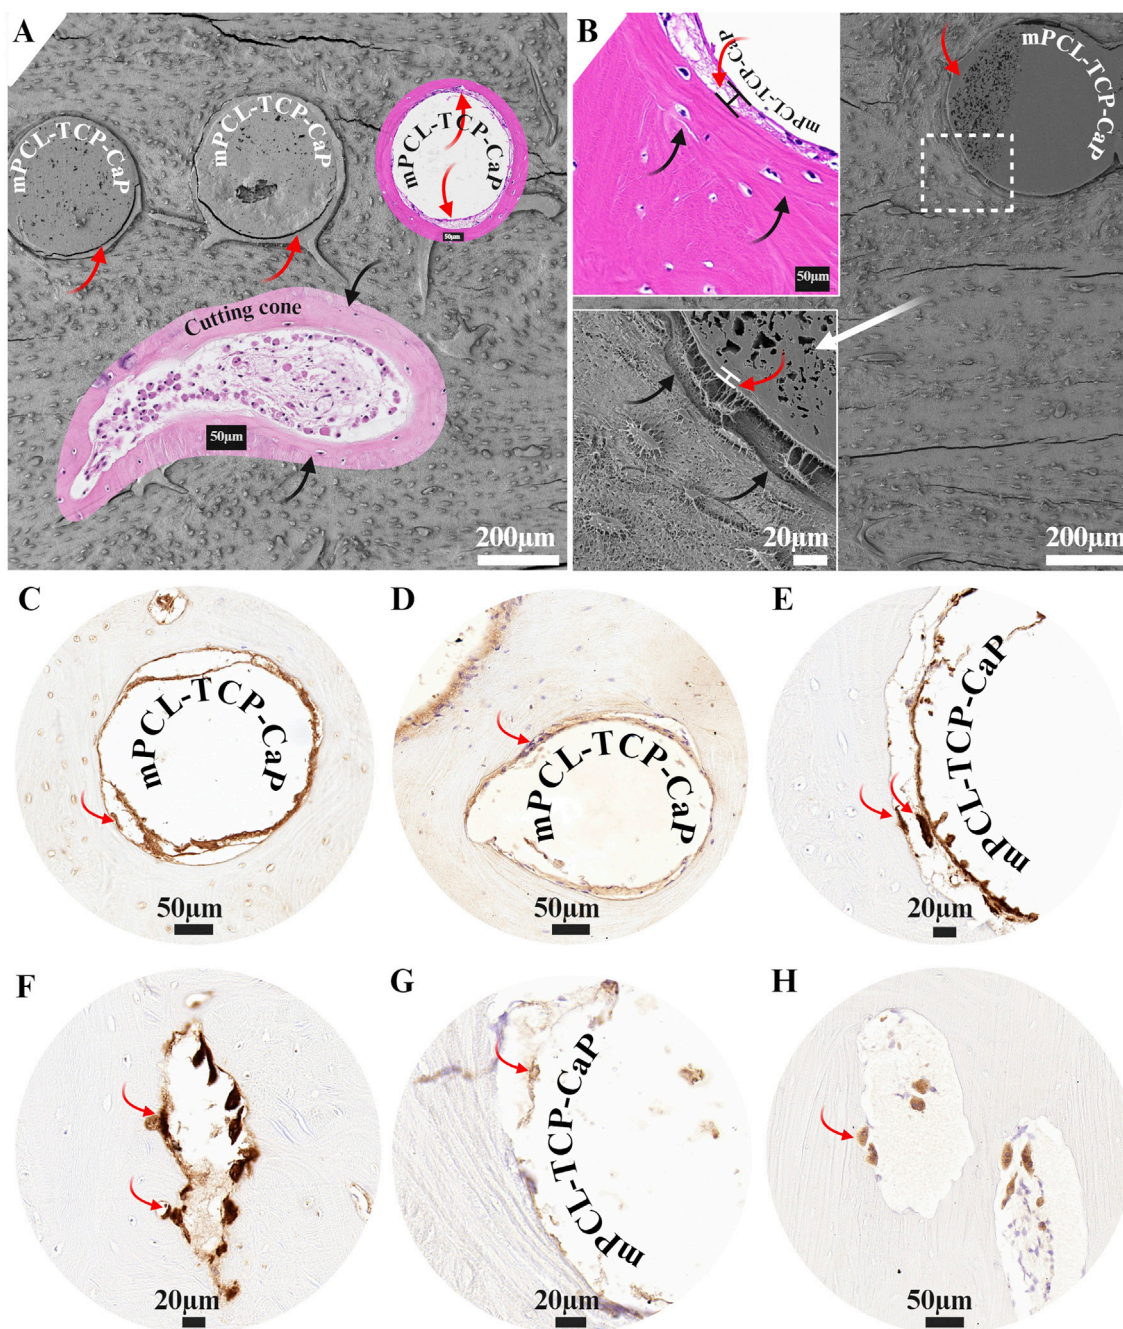 A
mPCL-TCP-CaP
mPCL-TCP-CaP
mPCL-TCP-CaP
50μm
Cutting cone
50μm
200μm
B
mPCL-TCP-CaP
50μm
20μm
mPCL-TCP-CaP
200μm
C
mPCL-TCP-CaP
50μm
D
mPCL-TCP-CaP
50μm
E
mPCL-TCP-CaP
20μm
F
20μm
G
mPCL-TCP-CaP
20μm
H
50μm